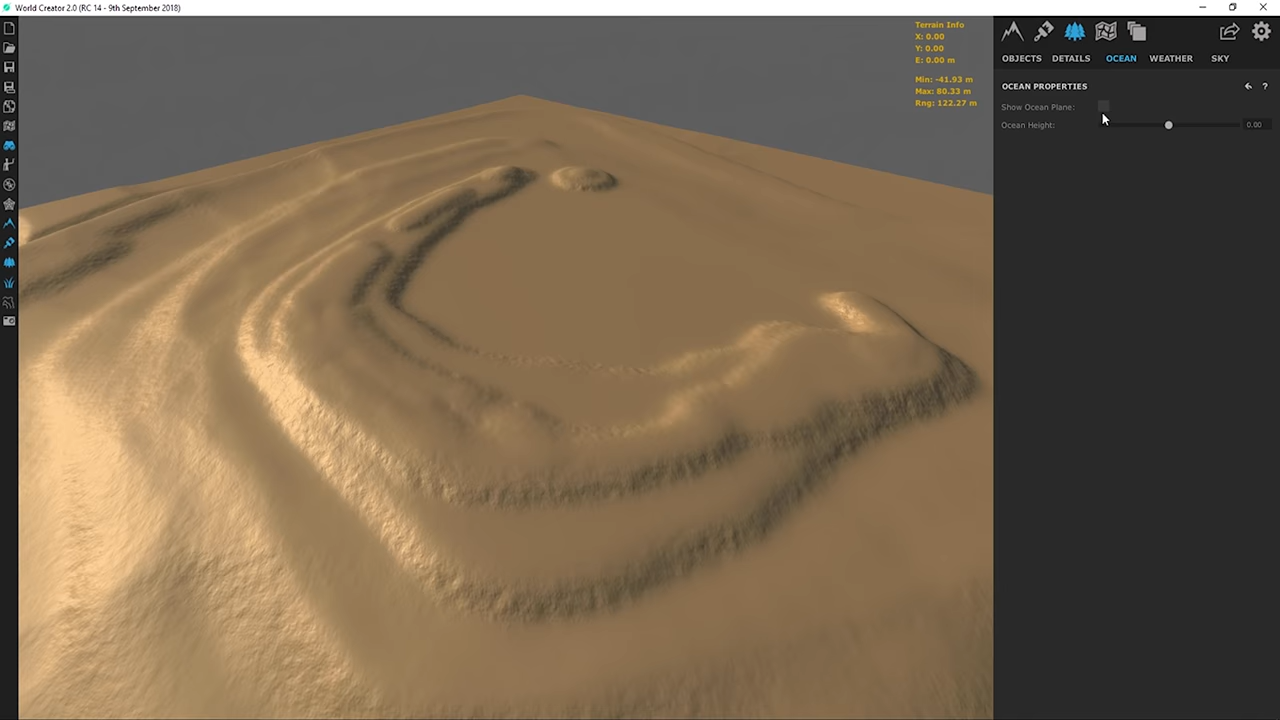 World Creator 2.0 (RC 14 - 9th September 2018)
Terrain Info
X: 0.00
Y: 0.00
E: 0.00 m
Min: -41.93 m
Max: 80.33 m
Rng: 122.27 m
OBJECTS DETAILS OCEAN WEATHER SKY
OCEAN PROPERTIES ?
Show Ocean Plane:
Ocean Height: 0.00